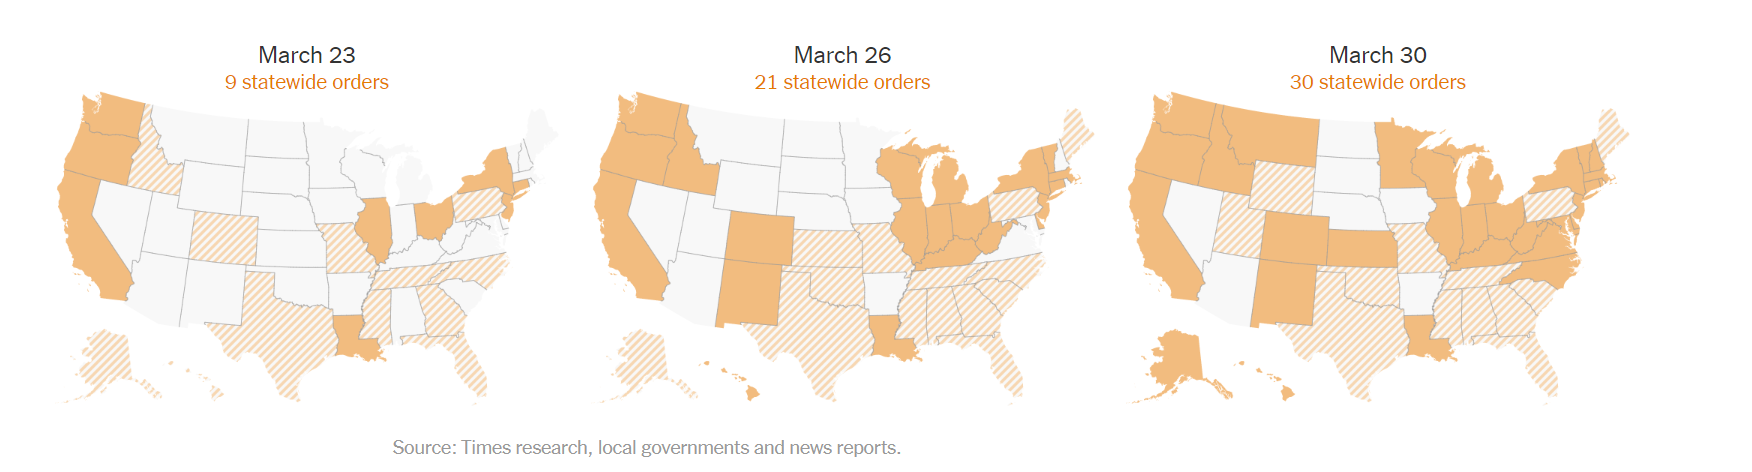 March 23
9 statewide orders
March 26
21 statewide orders
March 30
30 statewide orders
Source: Times research, local governments and news reports.